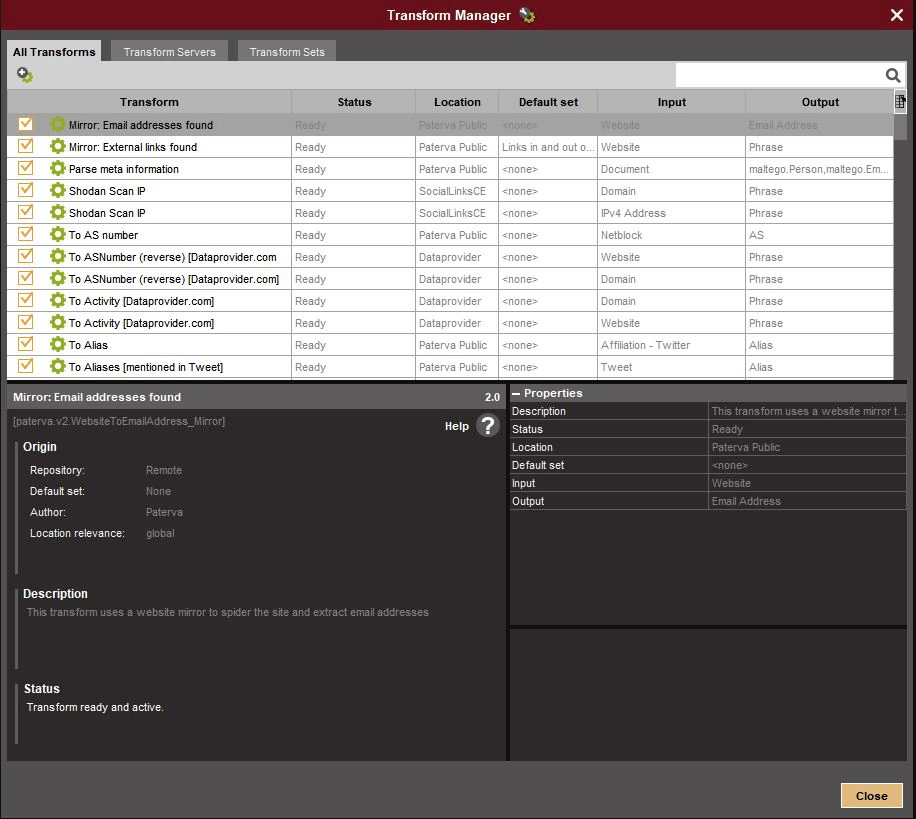 Transform Manager
All Transforms Transform Servers Transform Sets
Transform Status Location Default set Input Output
Mirror: Email addresses found Ready Paterva Public <none> Website Email Address
Mirror: External links found Ready Paterva Public Links in and out o... Website Phrase
Parse meta information Ready Paterva Public <none> Document maltego.Person,maltego.Em...
Shodan Scan IP Ready SocialLinksCE <none> Domain Phrase
Shodan Scan IP Ready SocialLinksCE <none> IPv4 Address Phrase
To AS number Ready Paterva Public <none> Netblock AS
To ASNumber (reverse) [Dataprovider.com Ready Dataprovider <none> Website Phrase
To ASNumber (reverse) [Dataprovider.com] Ready Dataprovider <none> Domain Phrase
To Activity [Dataprovider.com] Ready Dataprovider <none> Domain Phrase
To Activity [Dataprovider.com] Ready Dataprovider <none> Website Phrase
To Alias Ready Paterva Public <none> Affiliation - Twitter Alias
To Aliases [mentioned in Tweet] Ready Paterva Public <none> Tweet Alias
Mirror: Email addresses found 2.0
[paterva.v2.WebsiteToEmailAddress_Mirror]
Help ?
Origin
Repository: Remote
Default set: None
Author: Paterva
Location relevance: global
Description
This transform uses a website mirror to spider the site and extract email addresses
Status
Transform ready and active.
Properties
Description This transform uses a website mirror t...
Status Ready
Location Paterva Public
Default set <none>
Input Website
Output Email Address
Close